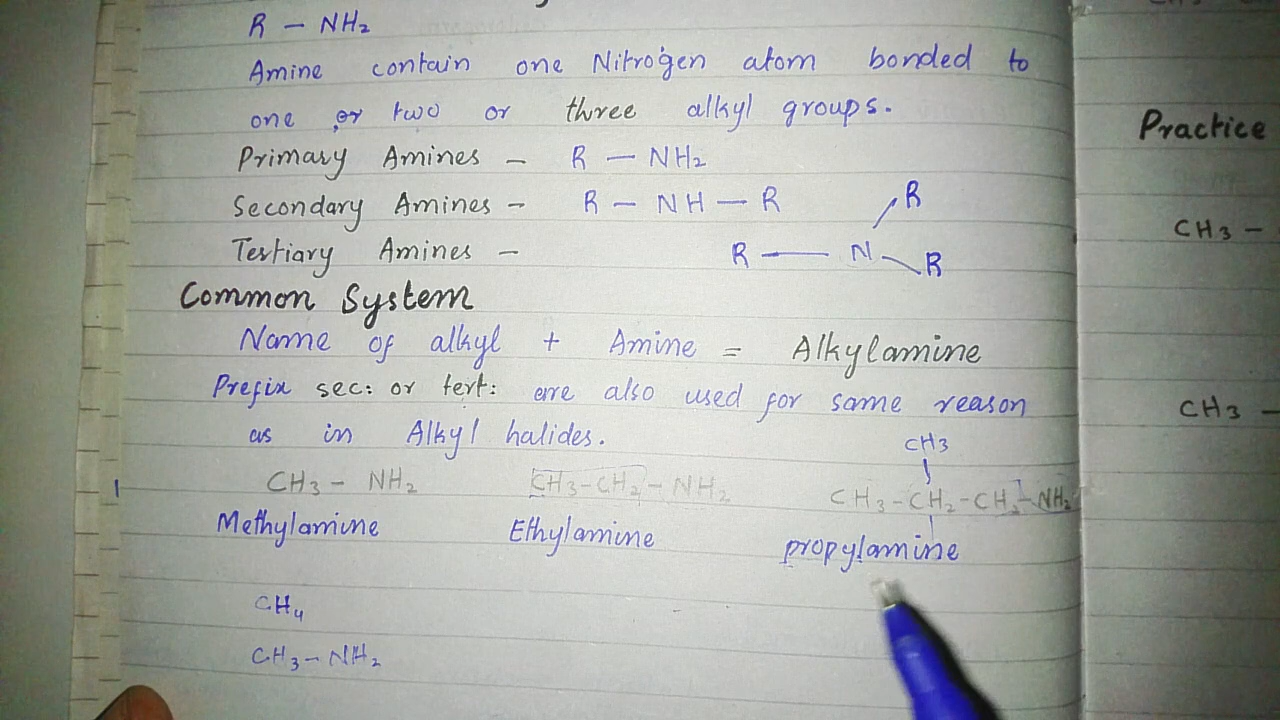 R – NH₂
Amine contain one Nitrogen atom bonded to
one or two or three alkyl groups.
Primary Amines – R – NH₂
Secondary Amines – R – NH – R
R
Tertiary Amines – R – N
R
Common System
Name of alkyl + Amine = Alkylamine
Prefix sec: or tert: are also used for same reason
as in Alkyl halides.
CH3
CH3 – NH₂ CH3-CH₂-NH₂ CH3-CH₂-CH₂-NH₂
Methylamine Ethylamine propylamine
CH₄
CH3-NH₂
Practice
CH3 –
CH3 –